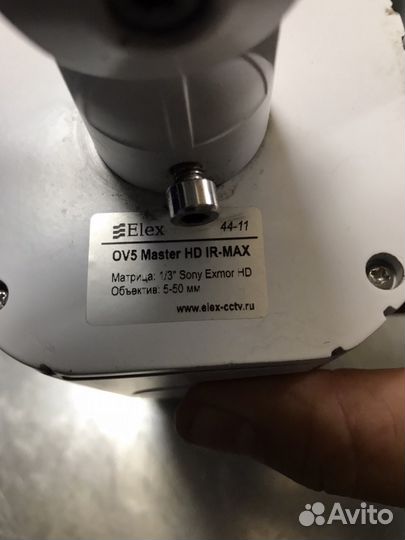 Elex 44-11
OV5 Master HD IR-MAX
Матрица: 1/3" Sony Exmor HD
Объектив: 5-50 мм
www.elex-cctv.ru
Avito